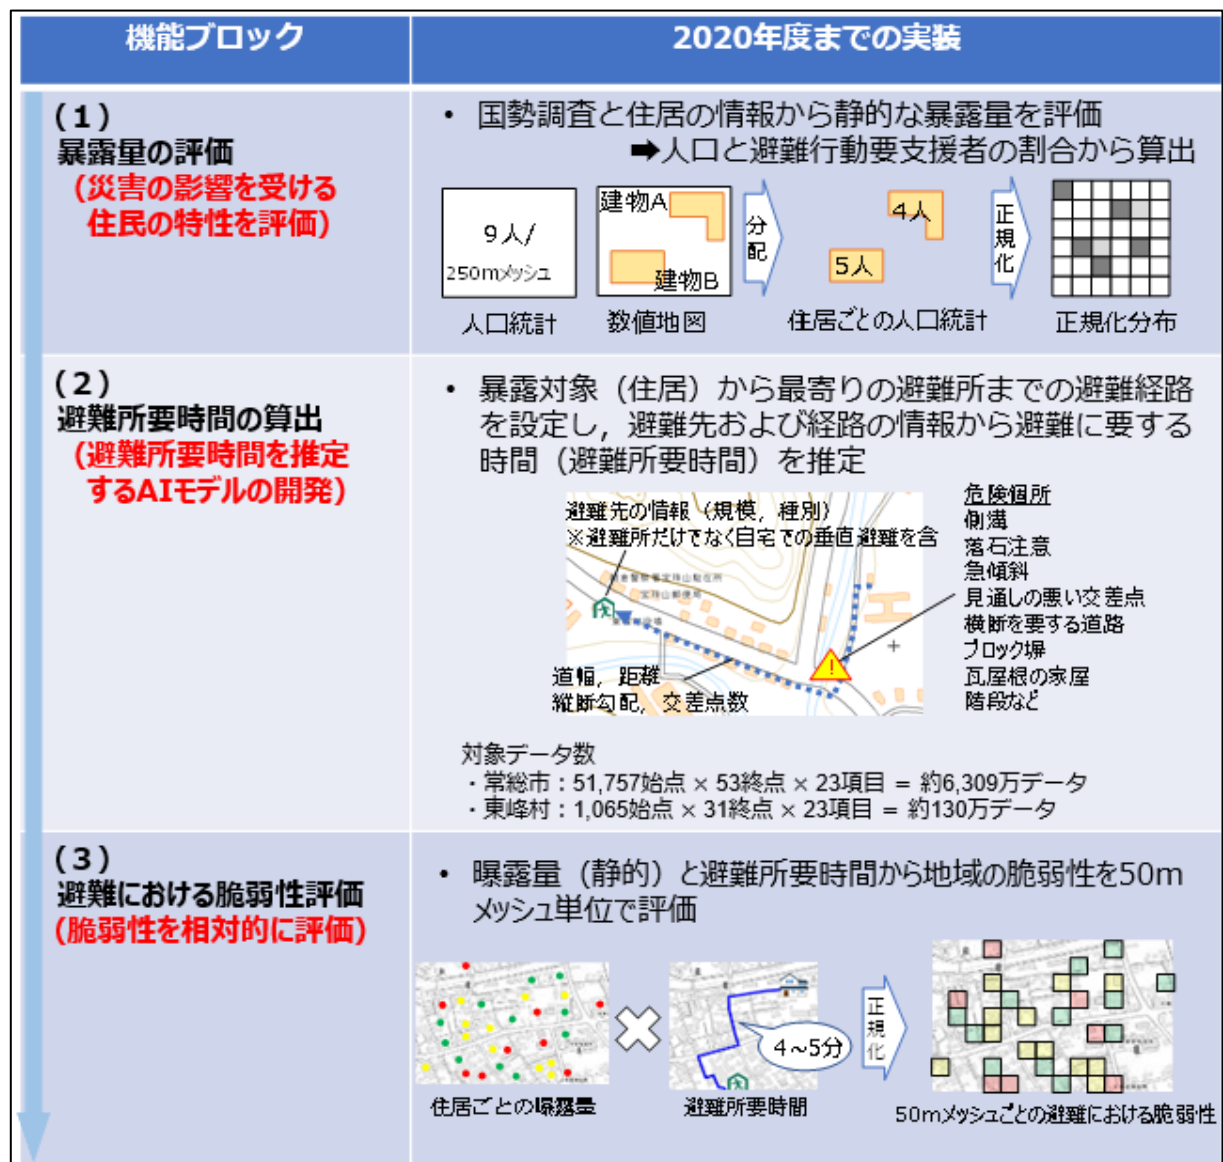 機能ブロック
2020年度までの実装
(1)
暴露量の評価
(災害の影響を受ける
住民の特性を評価)
• 国勢調査と住居の情報から静的な暴露量を評価
➡人口と避難行動要支援者の割合から算出
9人/
250mメッシュ
人口統計
建物A
建物B
数値地図
分配
4人
5人
住居ごとの人口統計
正規化
正規化分布
(2)
避難所要時間の算出
(避難所要時間を推定
するAIモデルの開発)
• 暴露対象（住居）から最寄りの避難所までの避難経路
を設定し，避難先および経路の情報から避難に要する
時間（避難所要時間）を推定
避難先の情報（規模，種別）
※避難所だけでなく自宅での垂直避難を含
宝珠山郵便局
道幅，距離
縦断勾配，交差点数
危険個所
側溝
落石注意
急傾斜
見通しの悪い交差点
横断を要する道路
ブロック塀
瓦屋根の家屋
階段など
対象データ数
・常総市：51,757始点 × 53終点 × 23項目 = 約6,309万データ
・東峰村：1,065始点 × 31終点 × 23項目 = 約130万データ
(3)
避難における脆弱性評価
(脆弱性を相対的に評価)
• 曝露量（静的）と避難所要時間から地域の脆弱性を50m
メッシュ単位で評価
住居ごとの曝露量
4～5分
避難所要時間
正規化
50mメッシュごとの避難における脆弱性